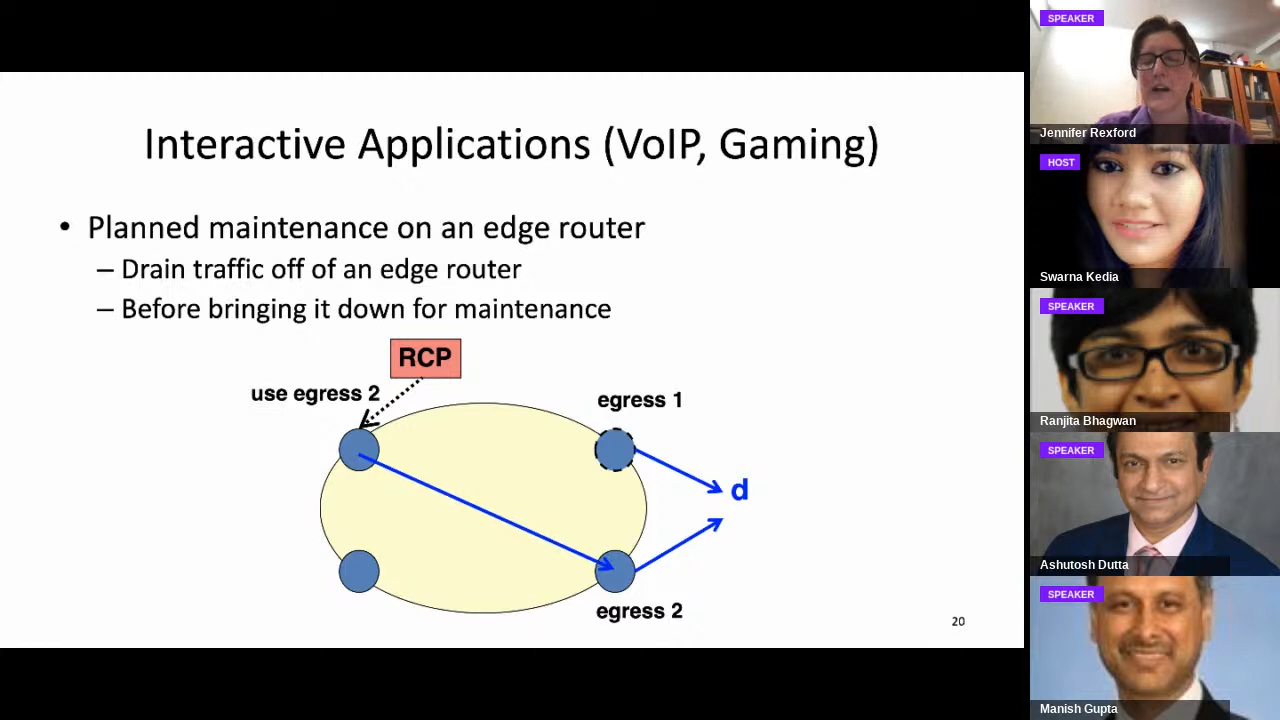 Interactive Applications (VoIP, Gaming)
• Planned maintenance on an edge router
– Drain traffic off of an edge router
– Before bringing it down for maintenance
RCP
use egress 2
egress 1
d
egress 2
20
SPEAKER
Jennifer Rexford
HOST
Swarna Kedia
SPEAKER
Ranjita Bhagwan
SPEAKER
Ashutosh Dutta
SPEAKER
Manish Gupta